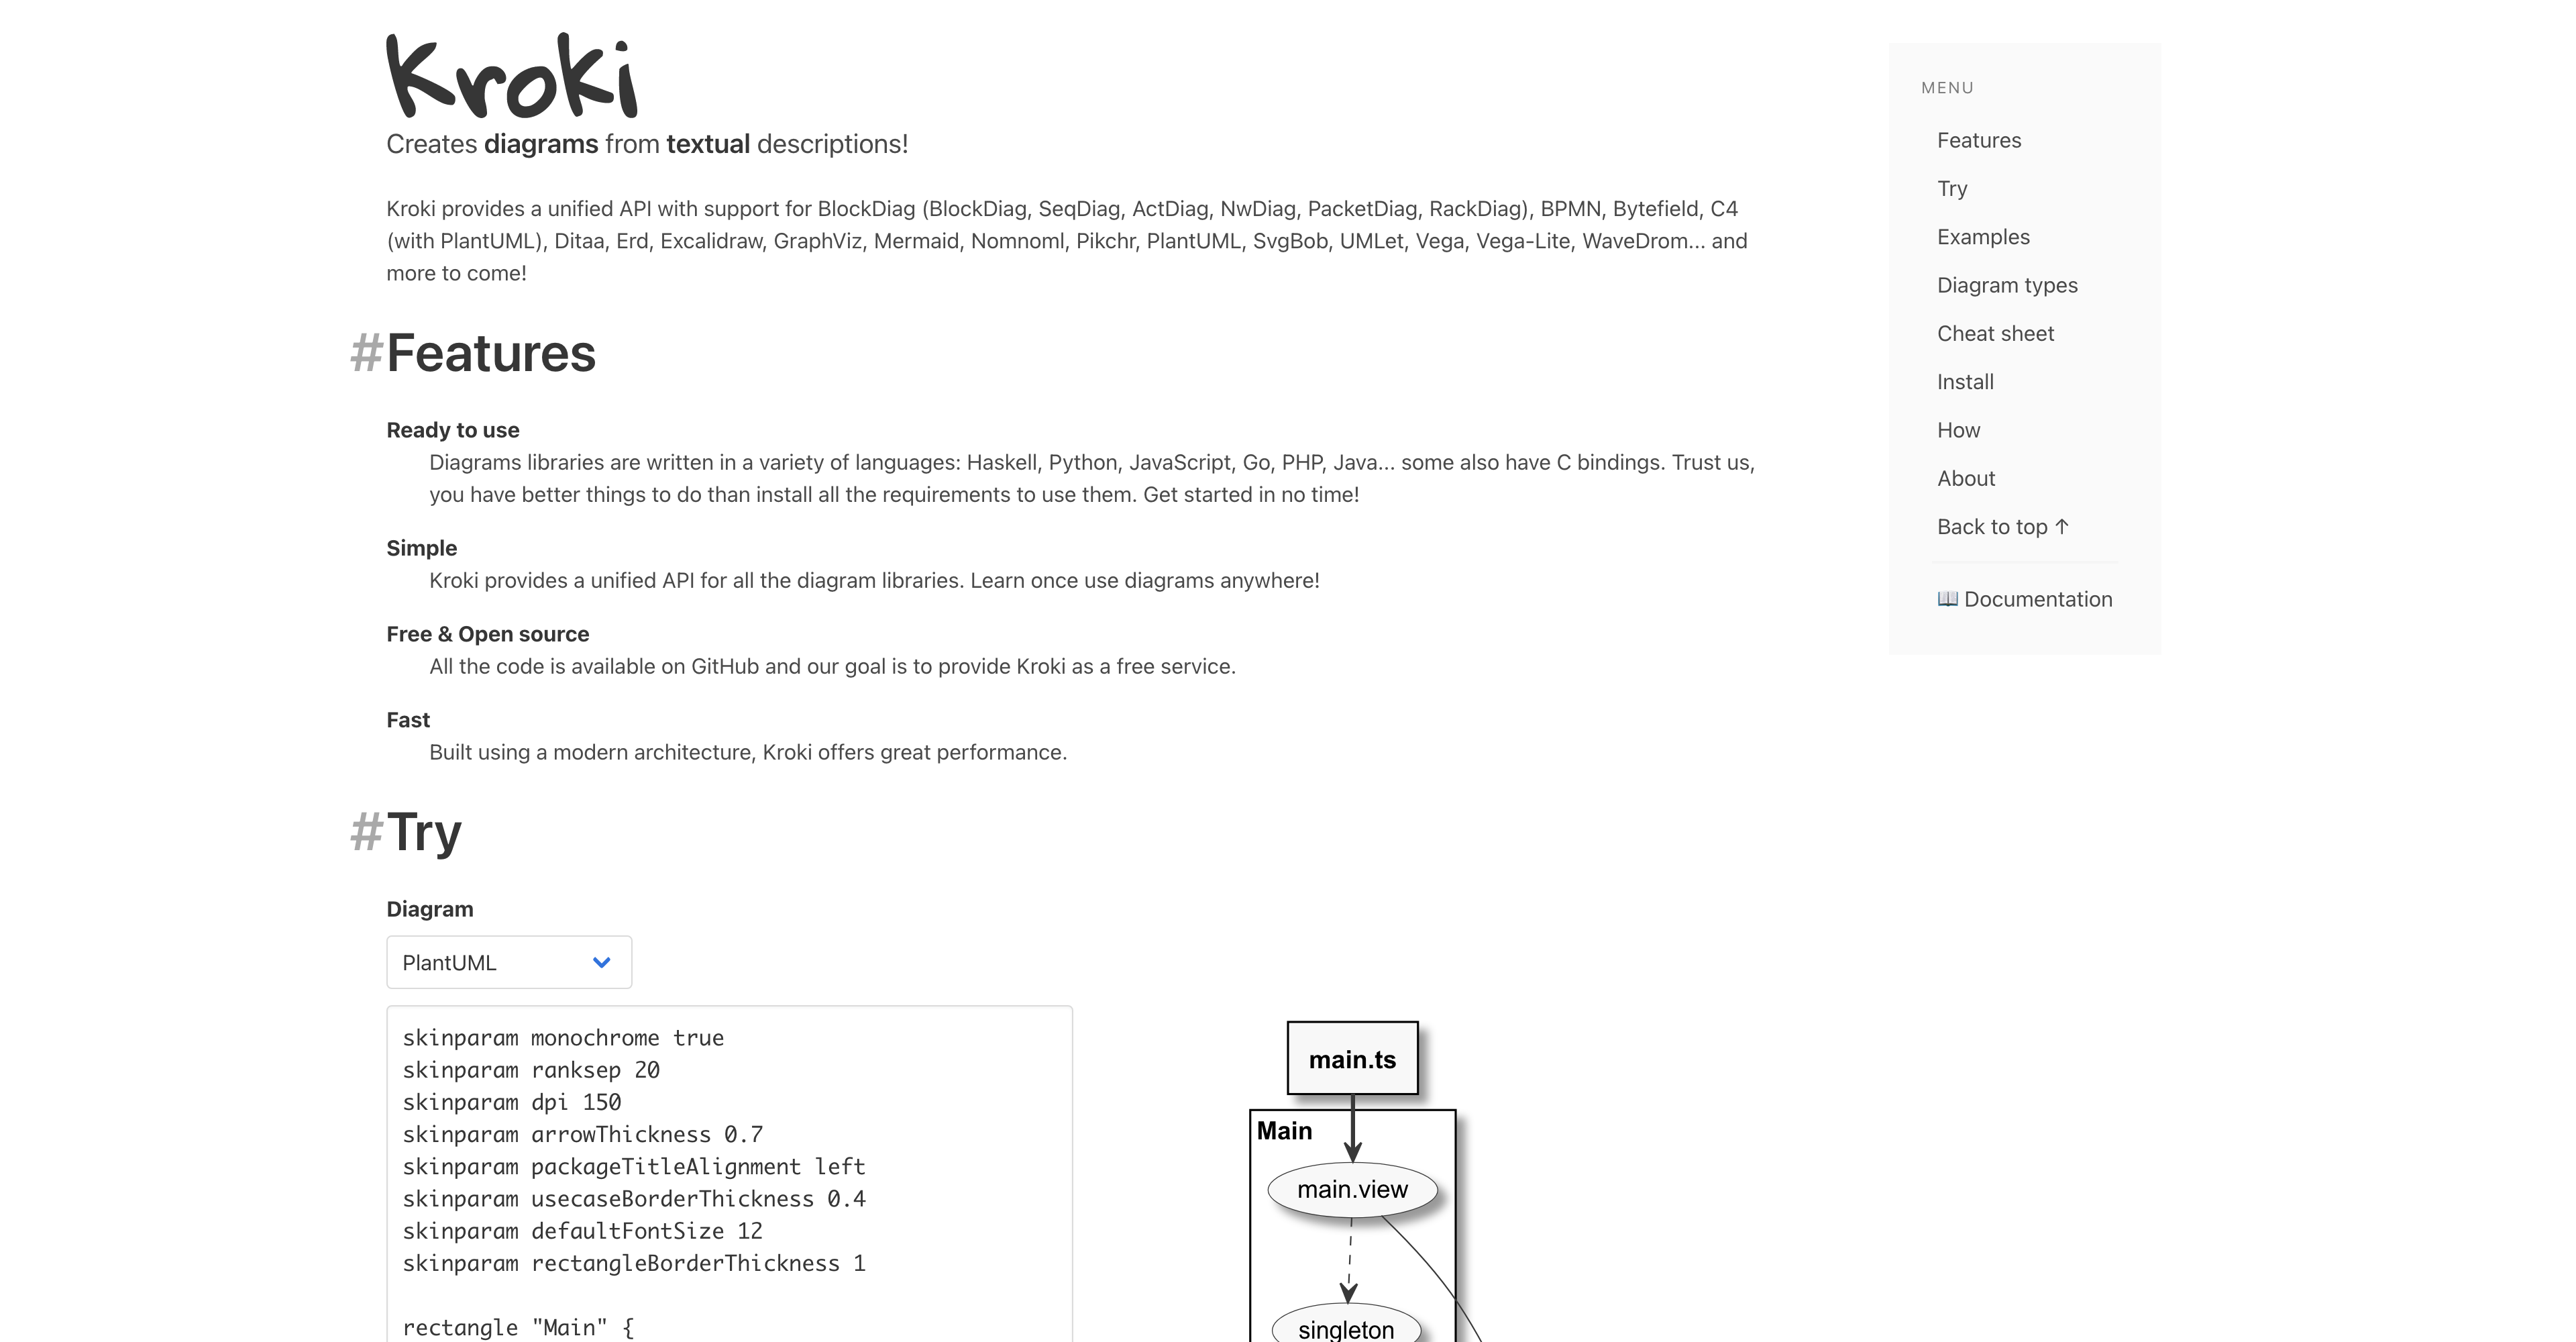 Kroki
Creates diagrams from textual descriptions!
Kroki provides a unified API with support for BlockDiag (BlockDiag, SeqDiag, ActDiag, NwDiag, PacketDiag, RackDiag), BPMN, Bytefield, C4
(with PlantUML), Ditaa, Erd, Excalidraw, GraphViz, Mermaid, Nomnoml, Pikchr, PlantUML, SvgBob, UMLet, Vega, Vega-Lite, WaveDrom... and
more to come!
#Features
Ready to use
Diagrams libraries are written in a variety of languages: Haskell, Python, JavaScript, Go, PHP, Java... some also have C bindings. Trust us,
you have better things to do than install all the requirements to use them. Get started in no time!
Simple
Kroki provides a unified API for all the diagram libraries. Learn once use diagrams anywhere!
Free & Open source
All the code is available on GitHub and our goal is to provide Kroki as a free service.
Fast
Built using a modern architecture, Kroki offers great performance.
#Try
Diagram
PlantUML
skinparam monochrome true
skinparam ranksep 20
skinparam dpi 150
skinparam arrowThickness 0.7
skinparam packageTitleAlignment left
skinparam usecaseBorderThickness 0.4
skinparam defaultFontSize 12
skinparam rectangleBorderThickness 1
rectangle "Main" {
main.ts
Main
main.view
singleton
MENU
Features
Try
Examples
Diagram types
Cheat sheet
Install
How
About
Back to top ↑
📖 Documentation